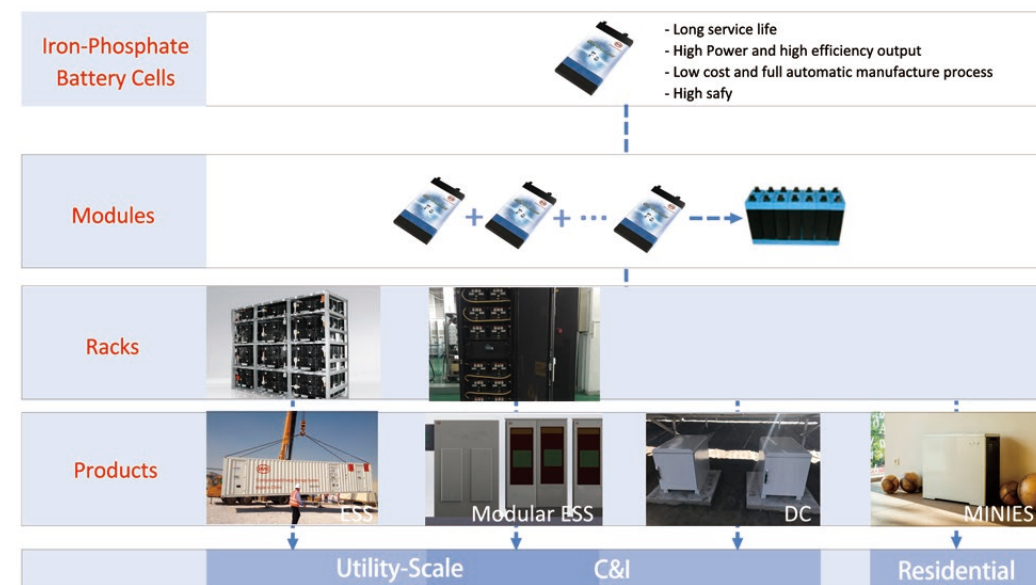 Iron-Phosphate
Battery Cells
- Long service life
- High Power and high efficiency output
- Low cost and full automatic manufacture process
- High safy
Modules
+
+
...
Racks
Products
ESS
Modular ESS
DC
MINIES
Utility-Scale
C&I
Residential